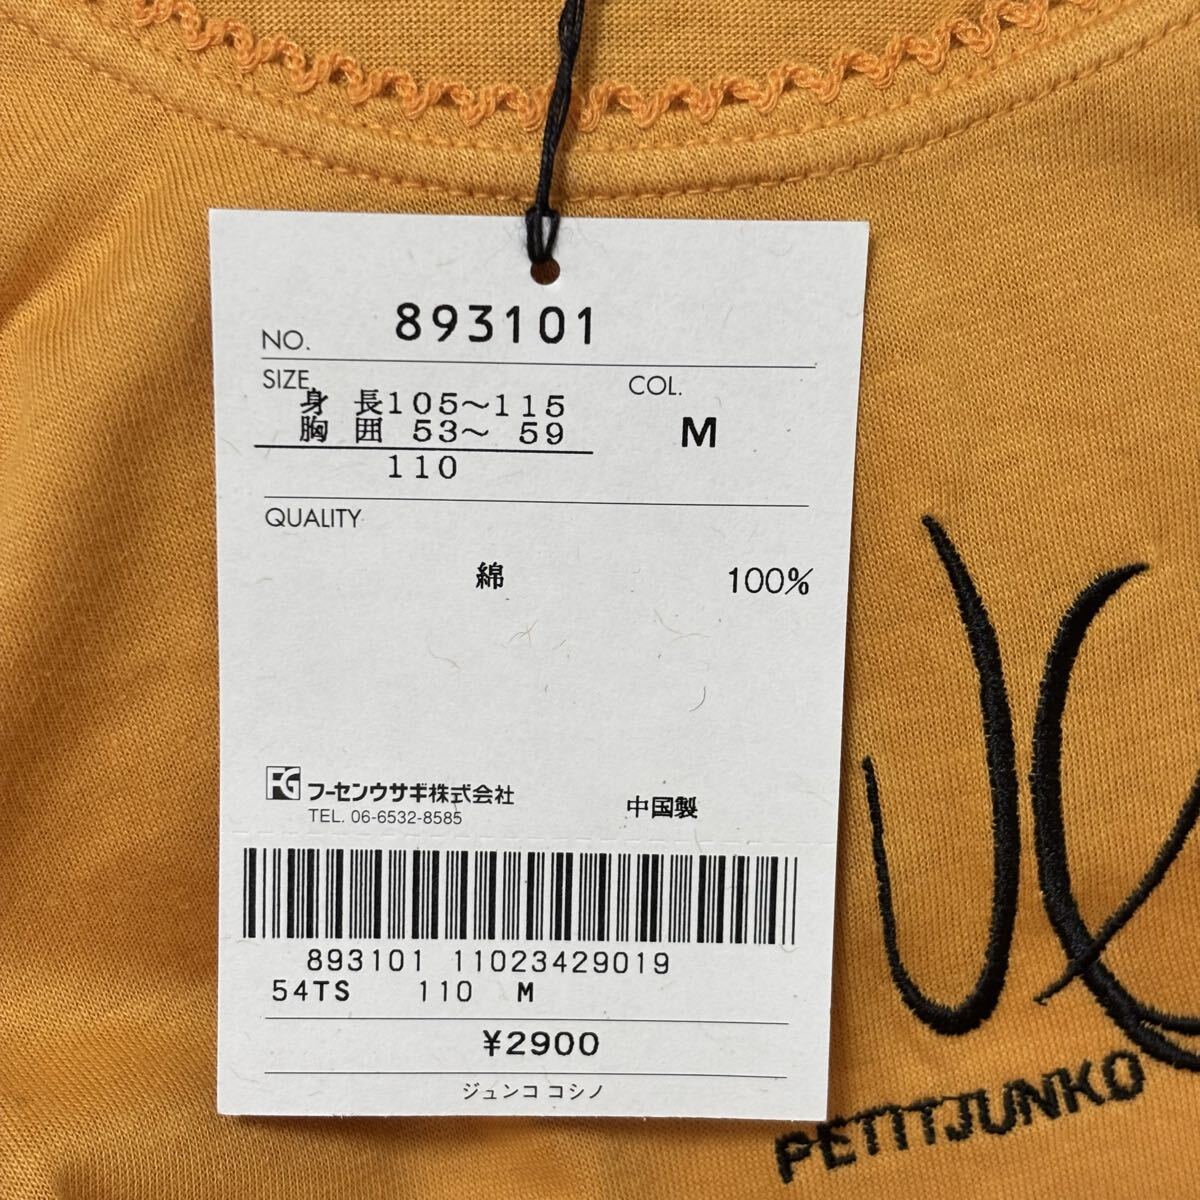 NO. 893101
SIZE
身 長105～115
COL.
胸 囲 53～ 59
M
110
QUALITY
綿 100%
FG フーセンウサギ株式会社
TEL. 06-6532-8585
中国製
893101 11023429019
54TS 110 M
¥2900
ジュンコ コシノ
PETITJUNKO